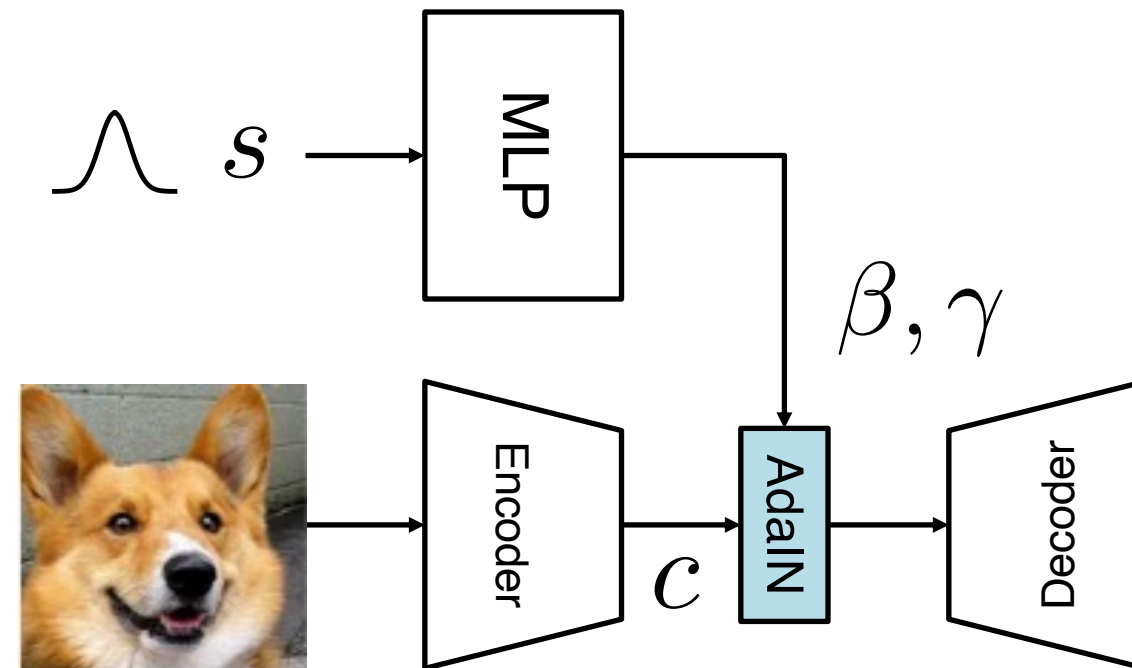 s
MLP
β, γ
Encoder
c
AdaIN
Decoder